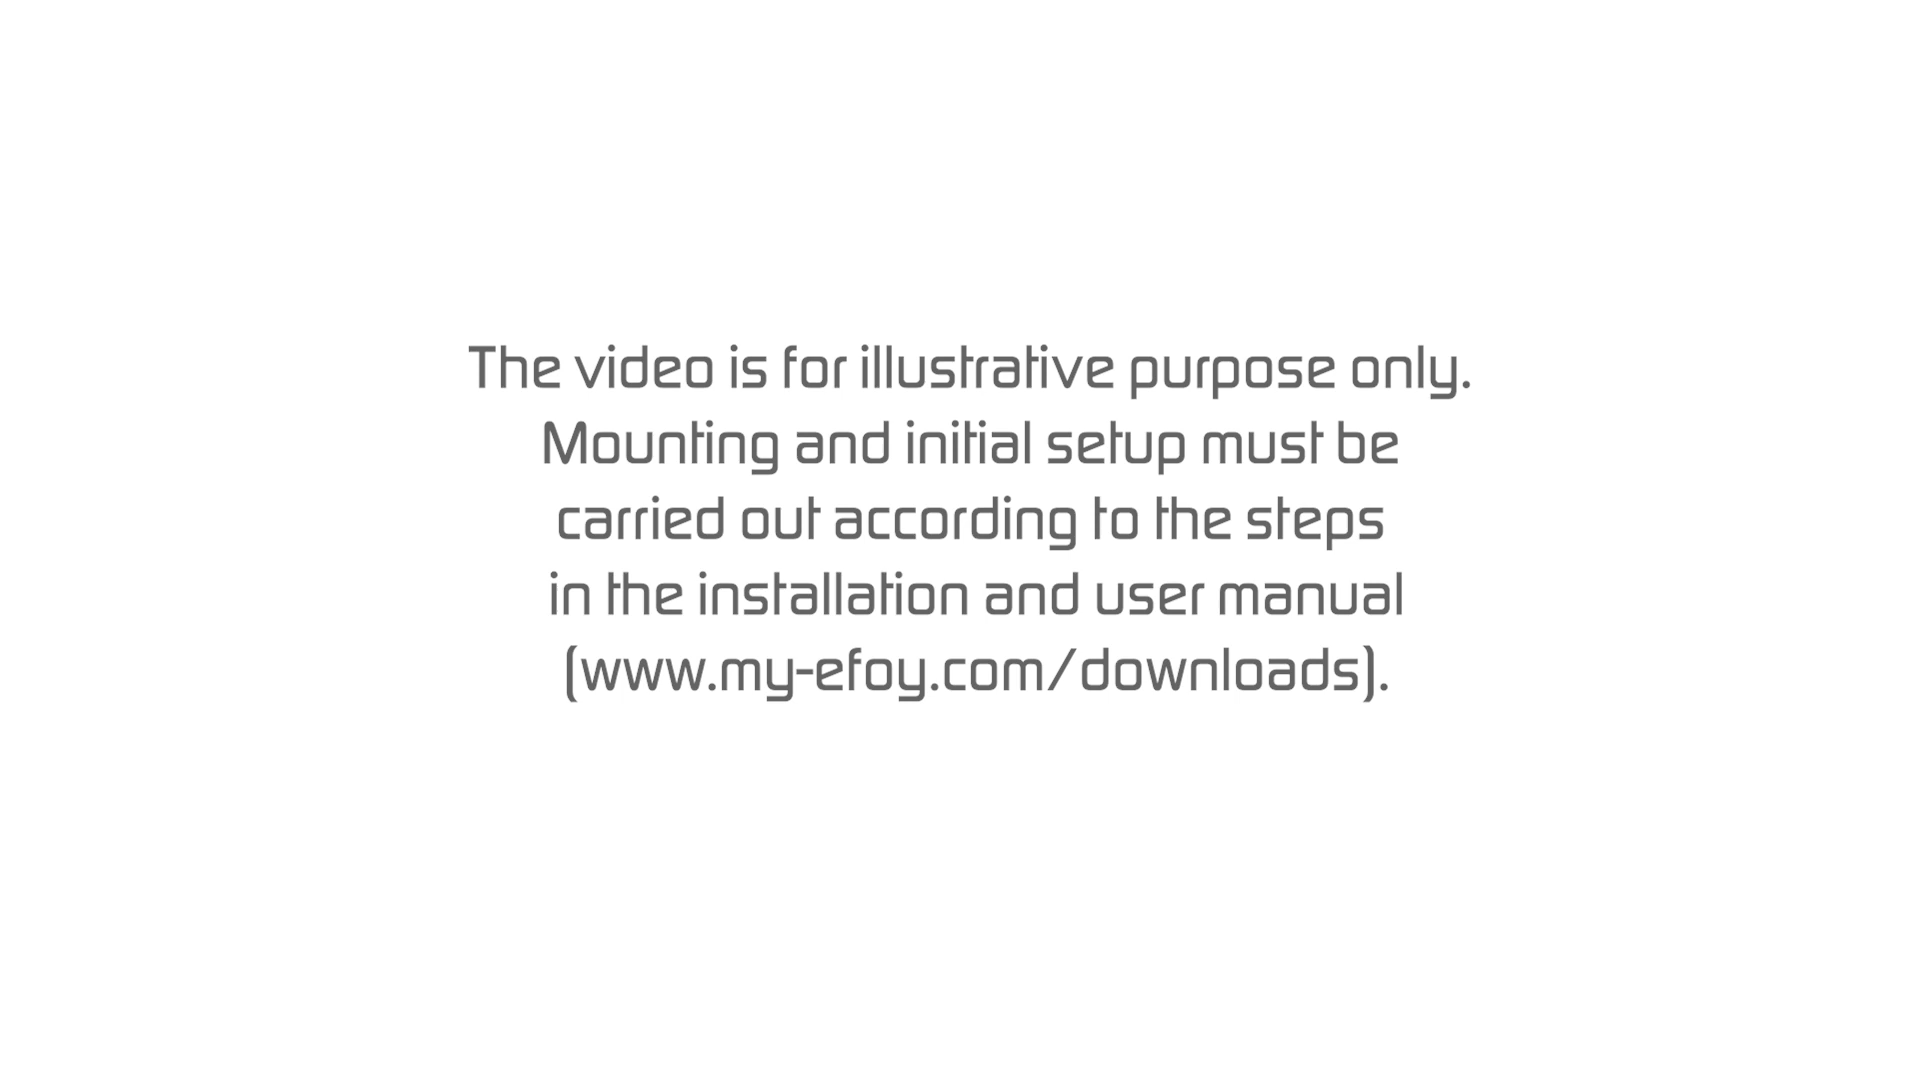 The video is for illustrative purpose only.
Mounting and initial setup must be
carried out according to the steps
in the installation and user manual
(www.my-efoy.com/downloads).